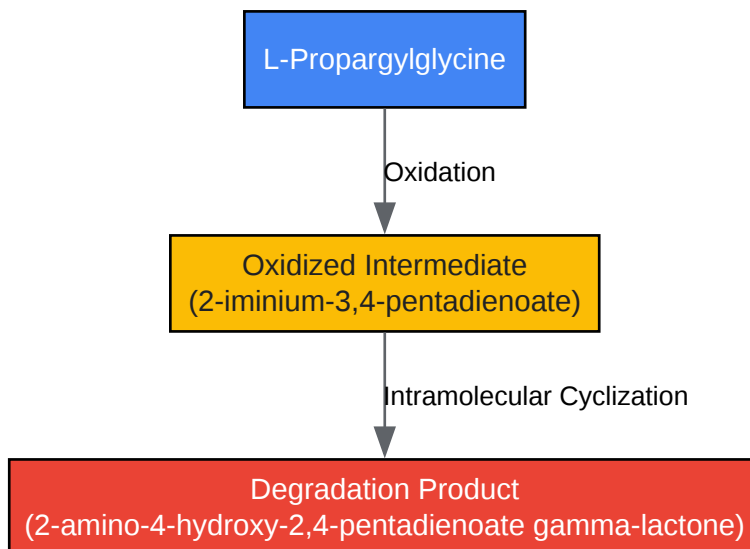 L-Propargylglycine
Oxidation
Oxidized Intermediate
(2-iminium-3,4-pentadienoate)
Intramolecular Cyclization
Degradation Product
(2-amino-4-hydroxy-2,4-pentadienoate gamma-lactone)